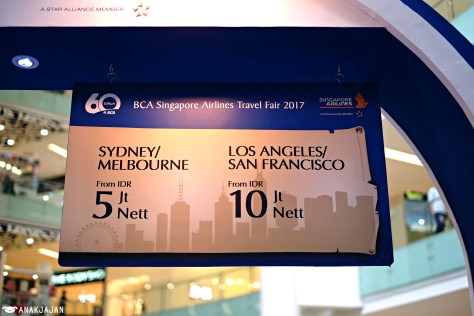 A STAR ALLIANCE MEMBER
60
BCA
BCA Singapore Airlines Travel Fair 2017
SINGAPORE AIRLINES
SYDNEY/
MELBOURNE
From IDR
5 Jt
Nett
LOS ANGELES/
SAN FRANCISCO
From IDR
10 Jt
Nett
ANAKJAJAN